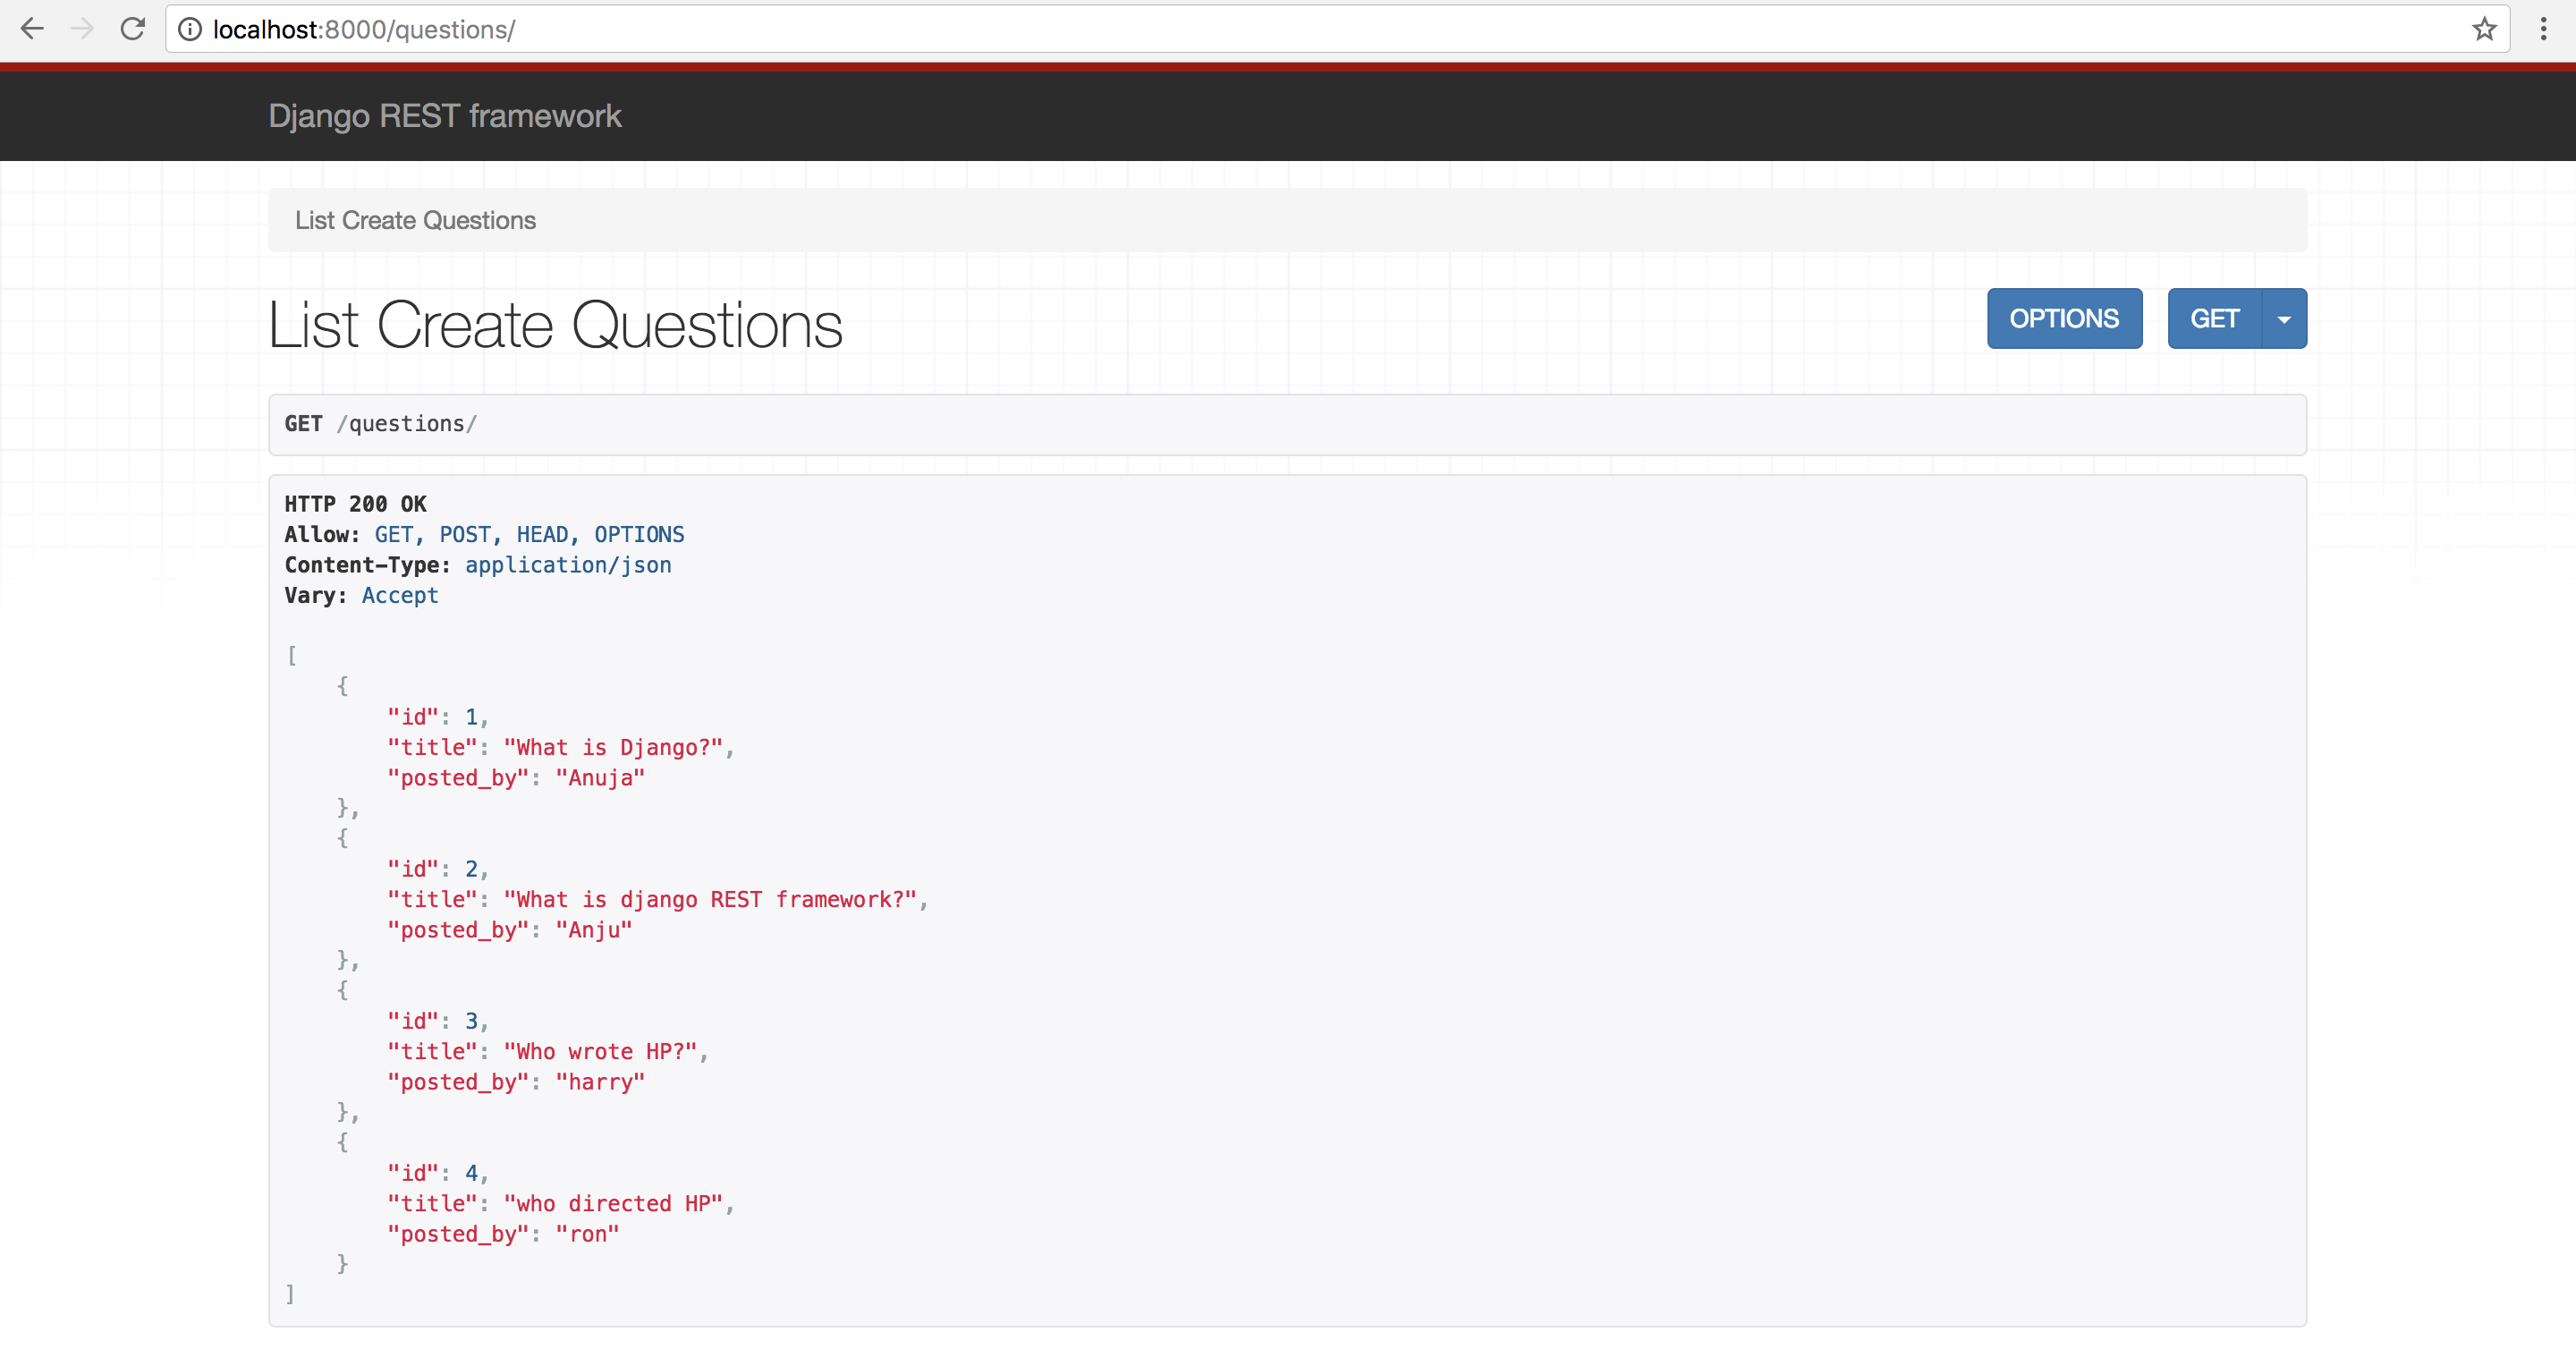 localhost:8000/questions/
Django REST framework
List Create Questions
List Create Questions
OPTIONS
GET
GET /questions/
HTTP 200 OK
Allow: GET, POST, HEAD, OPTIONS
Content-Type: application/json
Vary: Accept
[
    {
        "id": 1,
        "title": "What is Django?",
        "posted_by": "Anuja"
    },
    {
        "id": 2,
        "title": "What is django REST framework?",
        "posted_by": "Anju"
    },
    {
        "id": 3,
        "title": "Who wrote HP?",
        "posted_by": "harry"
    },
    {
        "id": 4,
        "title": "who directed HP",
        "posted_by": "ron"
    }
]